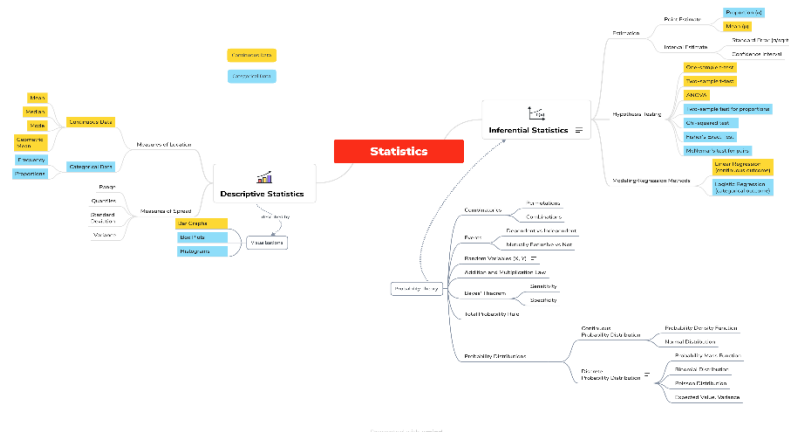 Continuous Data
Categorical Data
Statistics
Descriptive Statistics
Measures of Location
Continuous Data
Mean
Median
Mode
Geometric
Mean
Categorical Data
Frequency
Proportions
Measures of Spread
Range
Quantiles
Standard
Deviation
Variance
Visualisations
Bar Graphs
Box Plots
Histograms
Inferential Statistics
Estimation
Point Estimate
Proportion (p)
Mean (μ)
Interval Estimate
Standard Error
Confidence Interval
Hypothesis Testing
One-sample t-test
Two-sample t-test
ANOVA
Two-sample test for proportions
Chi-squared test
Fisher's Exact Test
McNemar's test for pairs
Modeling/Regression Methods
Linear Regression
(continuous outcome)
Logistic Regression
(categorical outcome)
Probability Theory
Combinatorics
Permutations
Combinations
Events
Dependent vs Independent
Mutually Exclusive vs Not
Random Variables (X, Y)
Addition and Multiplication Law
Bayes' Theorem
Sensitivity
Specificity
Total Probability Rule
Probability Distributions
Continuous
Probability Distribution
Probability Density Function
Normal Distribution
Discrete
Probability Distribution
Probability Mass Function
Binomial Distribution
Poisson Distribution
Expected Value, Variance